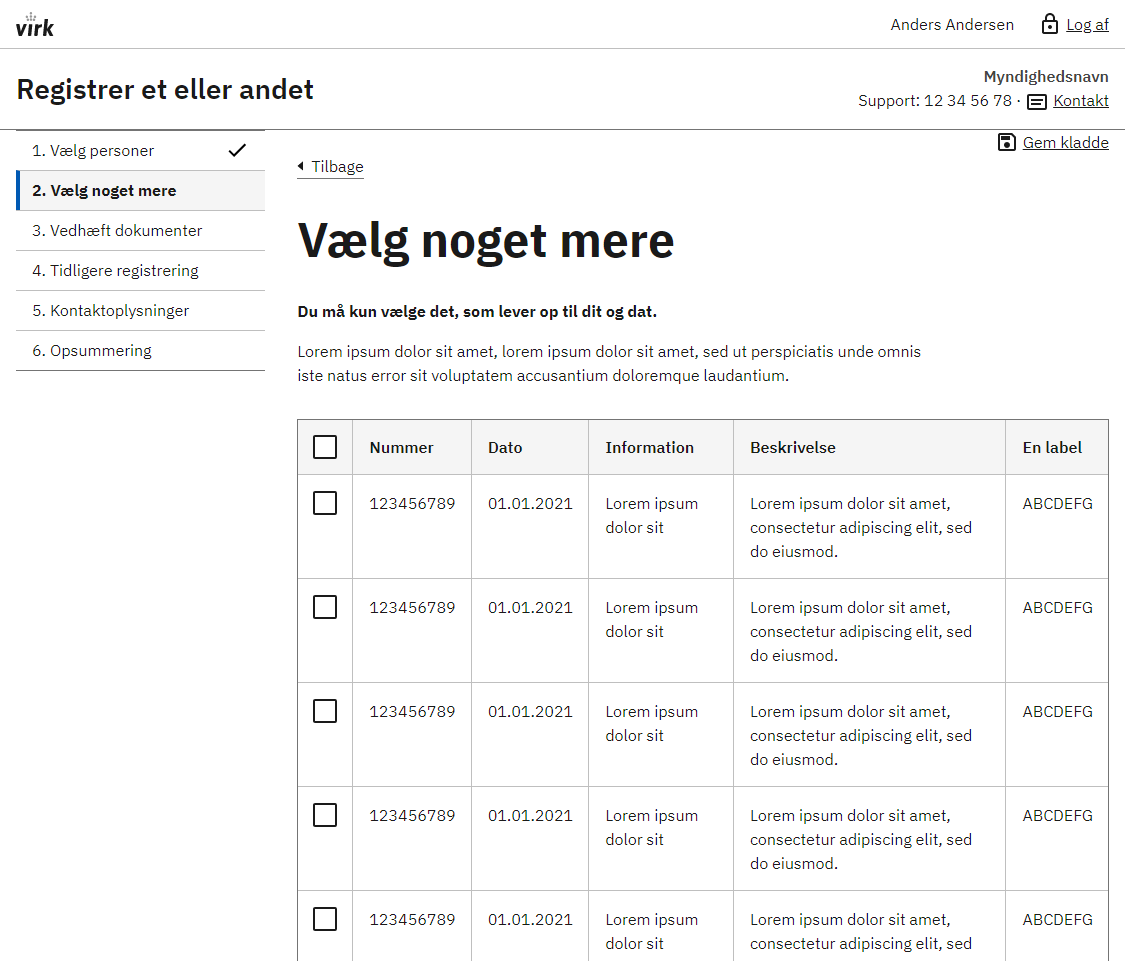 virk
Anders Andersen
Log af
Registrer et eller andet
Myndighedsnavn
Support: 12 34 56 78 · Kontakt
1. Vælg personer
2. Vælg noget mere
3. Vedhæft dokumenter
4. Tidligere registrering
5. Kontaktoplysninger
6. Opsummering
Gem kladde
Tilbage
Vælg noget mere
Du må kun vælge det, som lever op til dit og dat.
Lorem ipsum dolor sit amet, lorem ipsum dolor sit amet, sed ut perspiciatis unde omnis
iste natus error sit voluptatem accusantium doloremque laudantium.
Nummer Dato Information Beskrivelse En label
123456789 01.01.2021 Lorem ipsum Lorem ipsum dolor sit amet, ABCDEFG
dolor sit consectetur adipiscing elit, sed
do eiusmod.
123456789 01.01.2021 Lorem ipsum Lorem ipsum dolor sit amet, ABCDEFG
dolor sit consectetur adipiscing elit, sed
do eiusmod.
123456789 01.01.2021 Lorem ipsum Lorem ipsum dolor sit amet, ABCDEFG
dolor sit consectetur adipiscing elit, sed
do eiusmod.
123456789 01.01.2021 Lorem ipsum Lorem ipsum dolor sit amet, ABCDEFG
dolor sit consectetur adipiscing elit, sed
do eiusmod.
123456789 01.01.2021 Lorem ipsum Lorem ipsum dolor sit amet, ABCDEFG
dolor sit consectetur adipiscing elit, sed